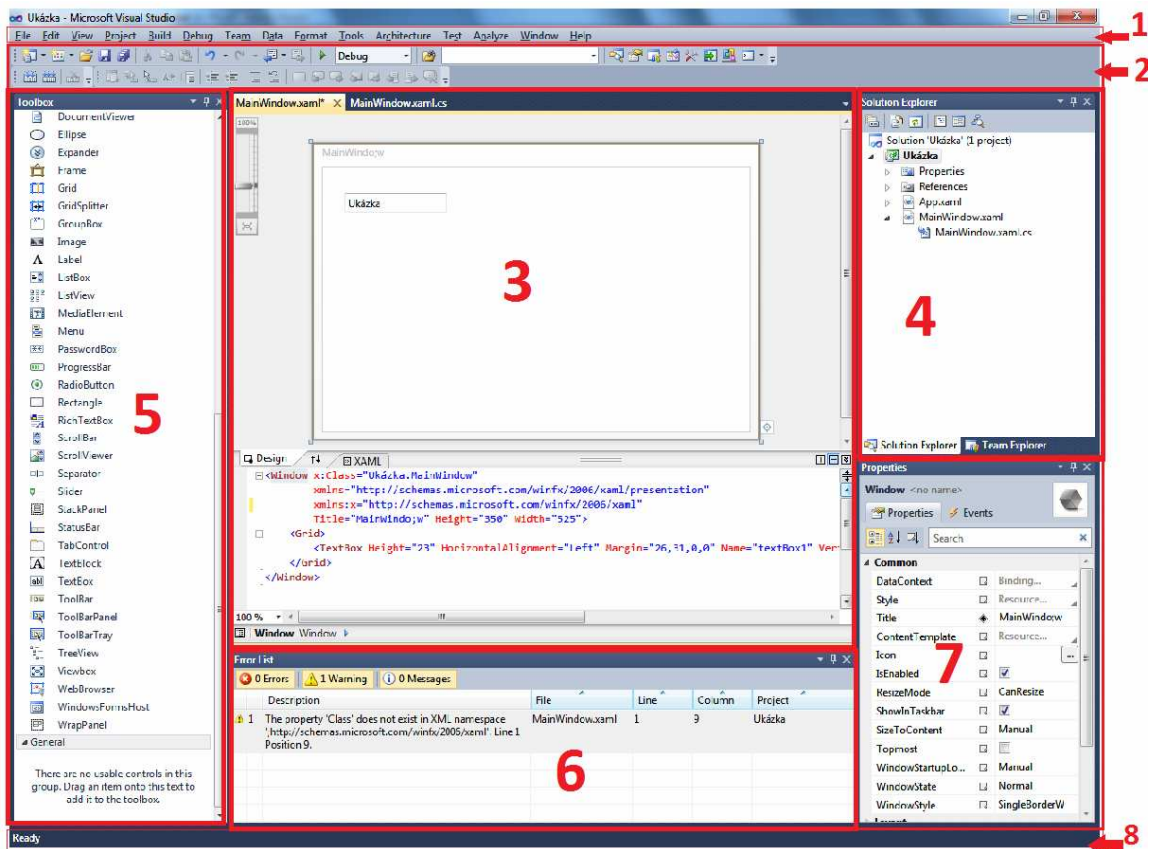 Ukázka - Microsoft Visual Studio
File Edit View Project Build Debug Team Data Format Tools Architecture Test Analyze Window Help
1
Debug
2
Toolbox
DocumentViewer
Ellipse
Expander
Frame
Grid
GridSplitter
GroupBox
Image
Label
ListBox
ListView
MediaElement
Menu
PasswordBox
ProgressBar
RadioButton
Rectangle
RichTextBox
ScrollBar
ScrollViewer
Separator
Slider
StackPanel
StatusBar
TabControl
TextBlock
TextBox
ToolBar
ToolBarPanel
ToolBarTray
TreeView
Viewbox
WebBrowser
WindowsFormsHost
WrapPanel
General
There are no usable controls in this
group. Drag an item onto this text to
add it to the toolbox.
5
MainWindow.xaml* MainWindow.xaml.cs
100%
MainWindo;w
Ukázka
3
Design XAML
<Window x:Class="Ukázka.MainWindow"
xmlns="http://schemas.microsoft.com/winfx/2006/xaml/presentation"
xmlns:x="http://schemas.microsoft.com/winfx/2006/xaml"
Title="MainWindo;w" Height="350" Width="525">
<Grid>
<TextBox Height="23" HorizontalAlignment="Left" Margin="26,31,0,0" Name="textBox1" Ver
</Grid>
</Window>
100 %
Window Window
Error List
0 Errors 1 Warning 0 Messages
Description File Line Column Project
1 The property 'Class' does not exist in XML namespace MainWindow.xaml 1 9 Ukázka
',http://schemas.microsoft.com/winfx/2006/xaml'. Line 1
Position 9.
6
Solution Explorer
Solution 'Ukázka' (1 project)
Ukázka
Properties
References
App.xaml
MainWindow.xaml
MainWindow.xaml.cs
4
Solution Explorer Team Explorer
Properties
Window <no name>
Properties Events
Search
Common
DataContext Binding...
Style Resource...
Title MainWindo;w
ContentTemplate Resource...
Icon ...
IsEnabled
ResizeMode CanResize
ShowInTaskbar
SizeToContent Manual
Topmost
WindowStartupLo... Manual
WindowState Normal
WindowStyle SingleBorderW
Layout
7
Ready
8